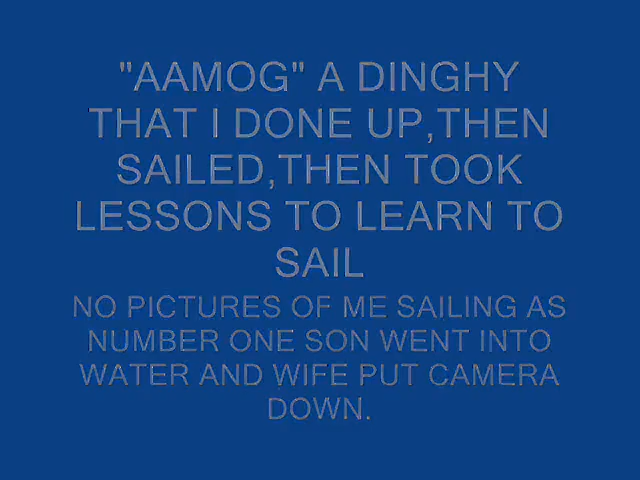 "AAMOG" A DINGHY
THAT I DONE UP,THEN
SAILED,THEN TOOK
LESSONS TO LEARN TO
SAIL
NO PICTURES OF ME SAILING AS
NUMBER ONE SON WENT INTO
WATER AND WIFE PUT CAMERA
DOWN.